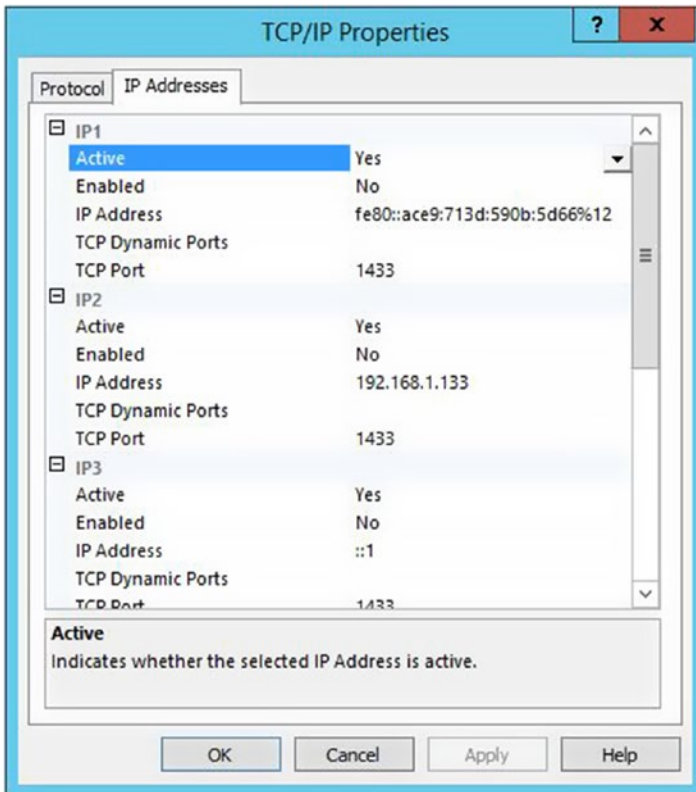 TCP/IP Properties
? x
Protocol IP Addresses
IP1
Active Yes
Enabled No
IP Address fe80::ace9:713d:590b:5d66%12
TCP Dynamic Ports
TCP Port 1433
IP2
Active Yes
Enabled No
IP Address 192.168.1.133
TCP Dynamic Ports
TCP Port 1433
IP3
Active Yes
Enabled No
IP Address ::1
TCP Dynamic Ports
TCP Port 1433
Active
Indicates whether the selected IP Address is active.
OK Cancel Apply Help